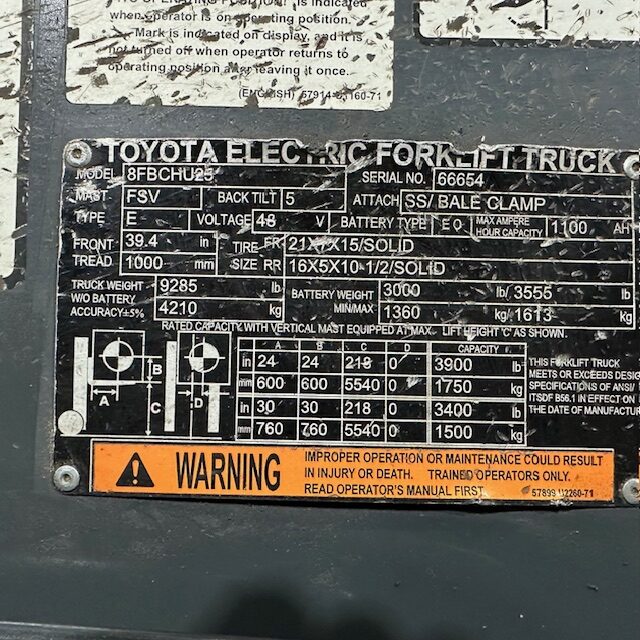 when operator is on operating position.
Mark is indicated on display, and it is
not turned off when operator returns to
operating position after leaving it once.
(ENGLISH) 57914-31160-71
TOYOTA ELECTRIC FORKLIFT TRUCK
MODEL 8FBCHU25 SERIAL NO. 66654
MAST FSV BACK TILT 5 ATTACH SS/ BALE CLAMP
TYPE E VOLTAGE 48 V BATTERY TYPE E O MAX AMPERE HOUR CAPACITY 1100 AH
FRONT TREAD 39.4 in 1000 mm
TIRE SIZE FR 21X7X15/SOLID
RR 16X5X10-1/2/SOLID
TRUCK WEIGHT W/O BATTERY ACCURACY±5% 9285 lb 4210 kg
BATTERY WEIGHT MIN/MAX 3000 lb/ 3555 lb
1360 kg/ 1613 kg
RATED CAPACITY WITH VERTICAL MAST EQUIPPED AT MAX. LIFT HEIGHT 'C' AS SHOWN.
A B C D CAPACITY
in 24 24 218 0 3900 lb
mm 600 600 5540 0 1750 kg
in 30 30 218 0 3400 lb
mm 760 760 5540 0 1500 kg
A B C D
THIS FORKLIFT TRUCK
MEETS OR EXCEEDS DESIG
SPECIFICATIONS OF ANSI/
ITSDF B56.1 IN EFFECT ON
THE DATE OF MANUFACTUR
WARNING
IMPROPER OPERATION OR MAINTENANCE COULD RESULT
IN INJURY OR DEATH. TRAINED OPERATORS ONLY.
READ OPERATOR'S MANUAL FIRST.